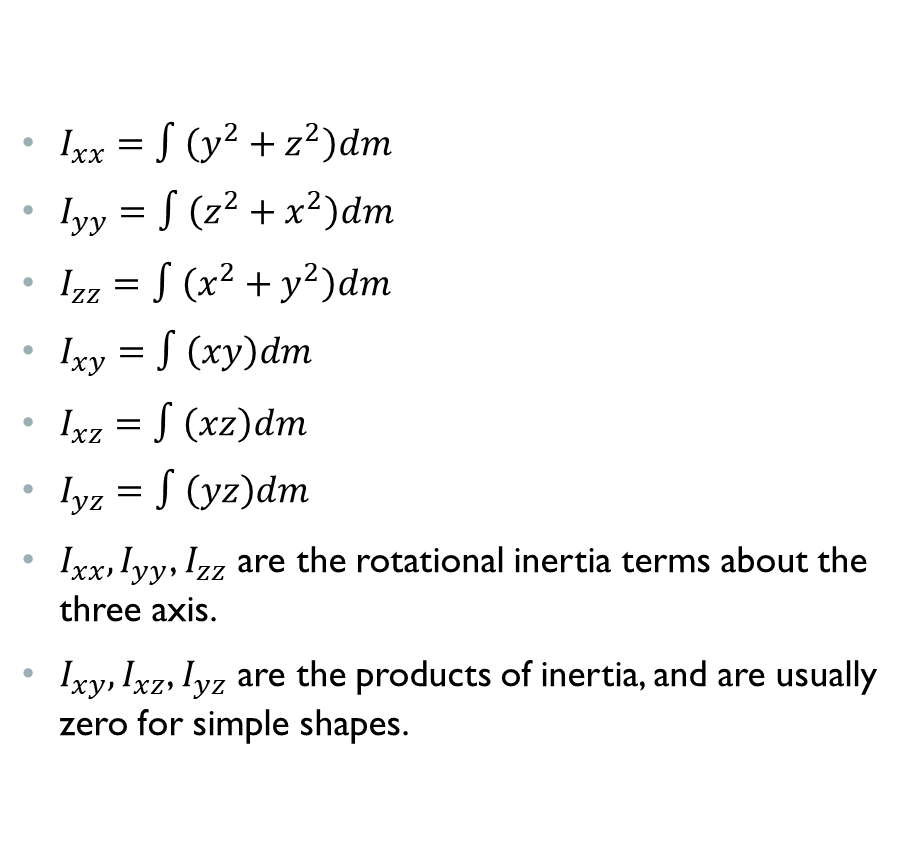 • I_xx = ∫ (y² + z²)dm
• I_yy = ∫ (z² + x²)dm
• I_zz = ∫ (x² + y²)dm
• I_xy = ∫ (xy)dm
• I_xz = ∫ (xz)dm
• I_yz = ∫ (yz)dm
• I_xx, I_yy, I_zz are the rotational inertia terms about the
three axis.
• I_xy, I_xz, I_yz are the products of inertia, and are usually
zero for simple shapes.